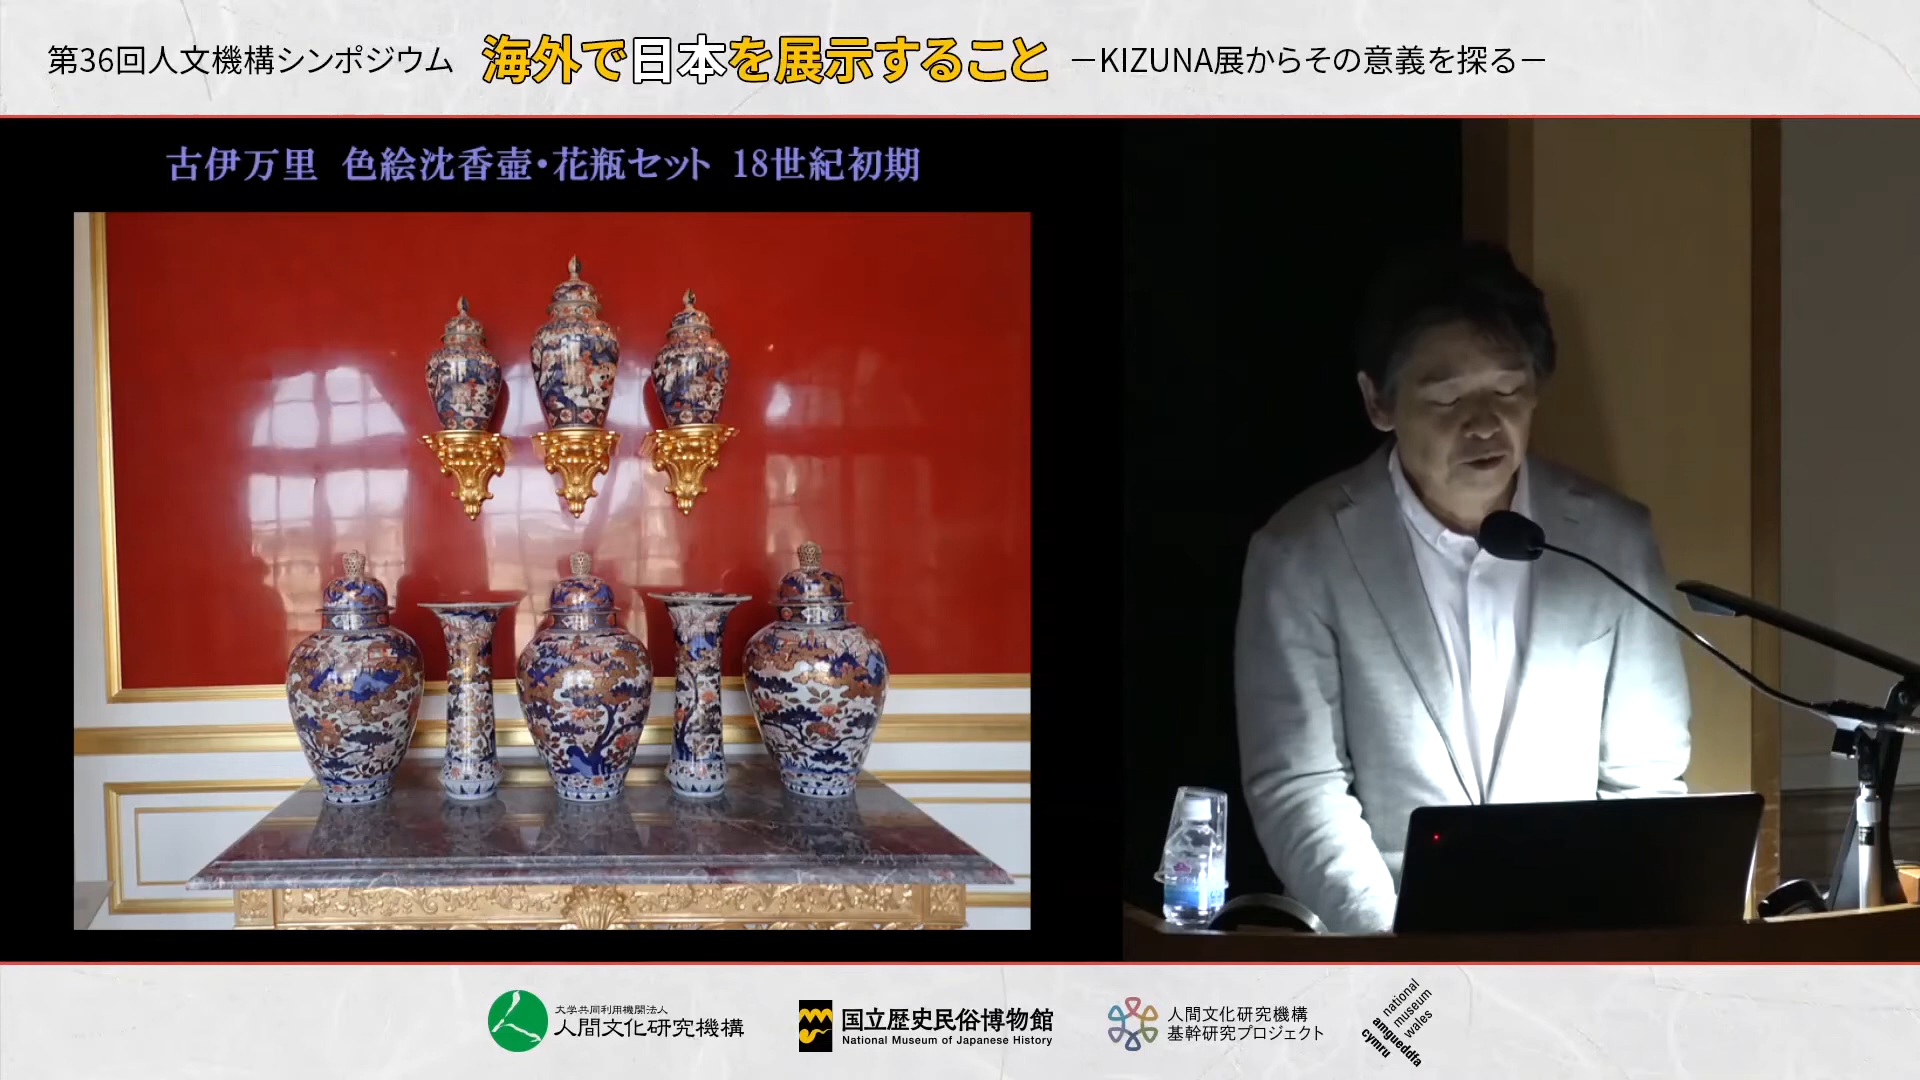 第36回人文機構シンポジウム 海外で日本を展示すること －KIZUNA展からその意義を探る－
古伊万里 色絵沈香壺・花瓶セット 18世紀初期
大学共同利用機関法人
人間文化研究機構
国立歴史民俗博物館
National Museum of Japanese History
人間文化研究機構
基幹研究プロジェクト
national
museum
wales
amgueddfa
cymru